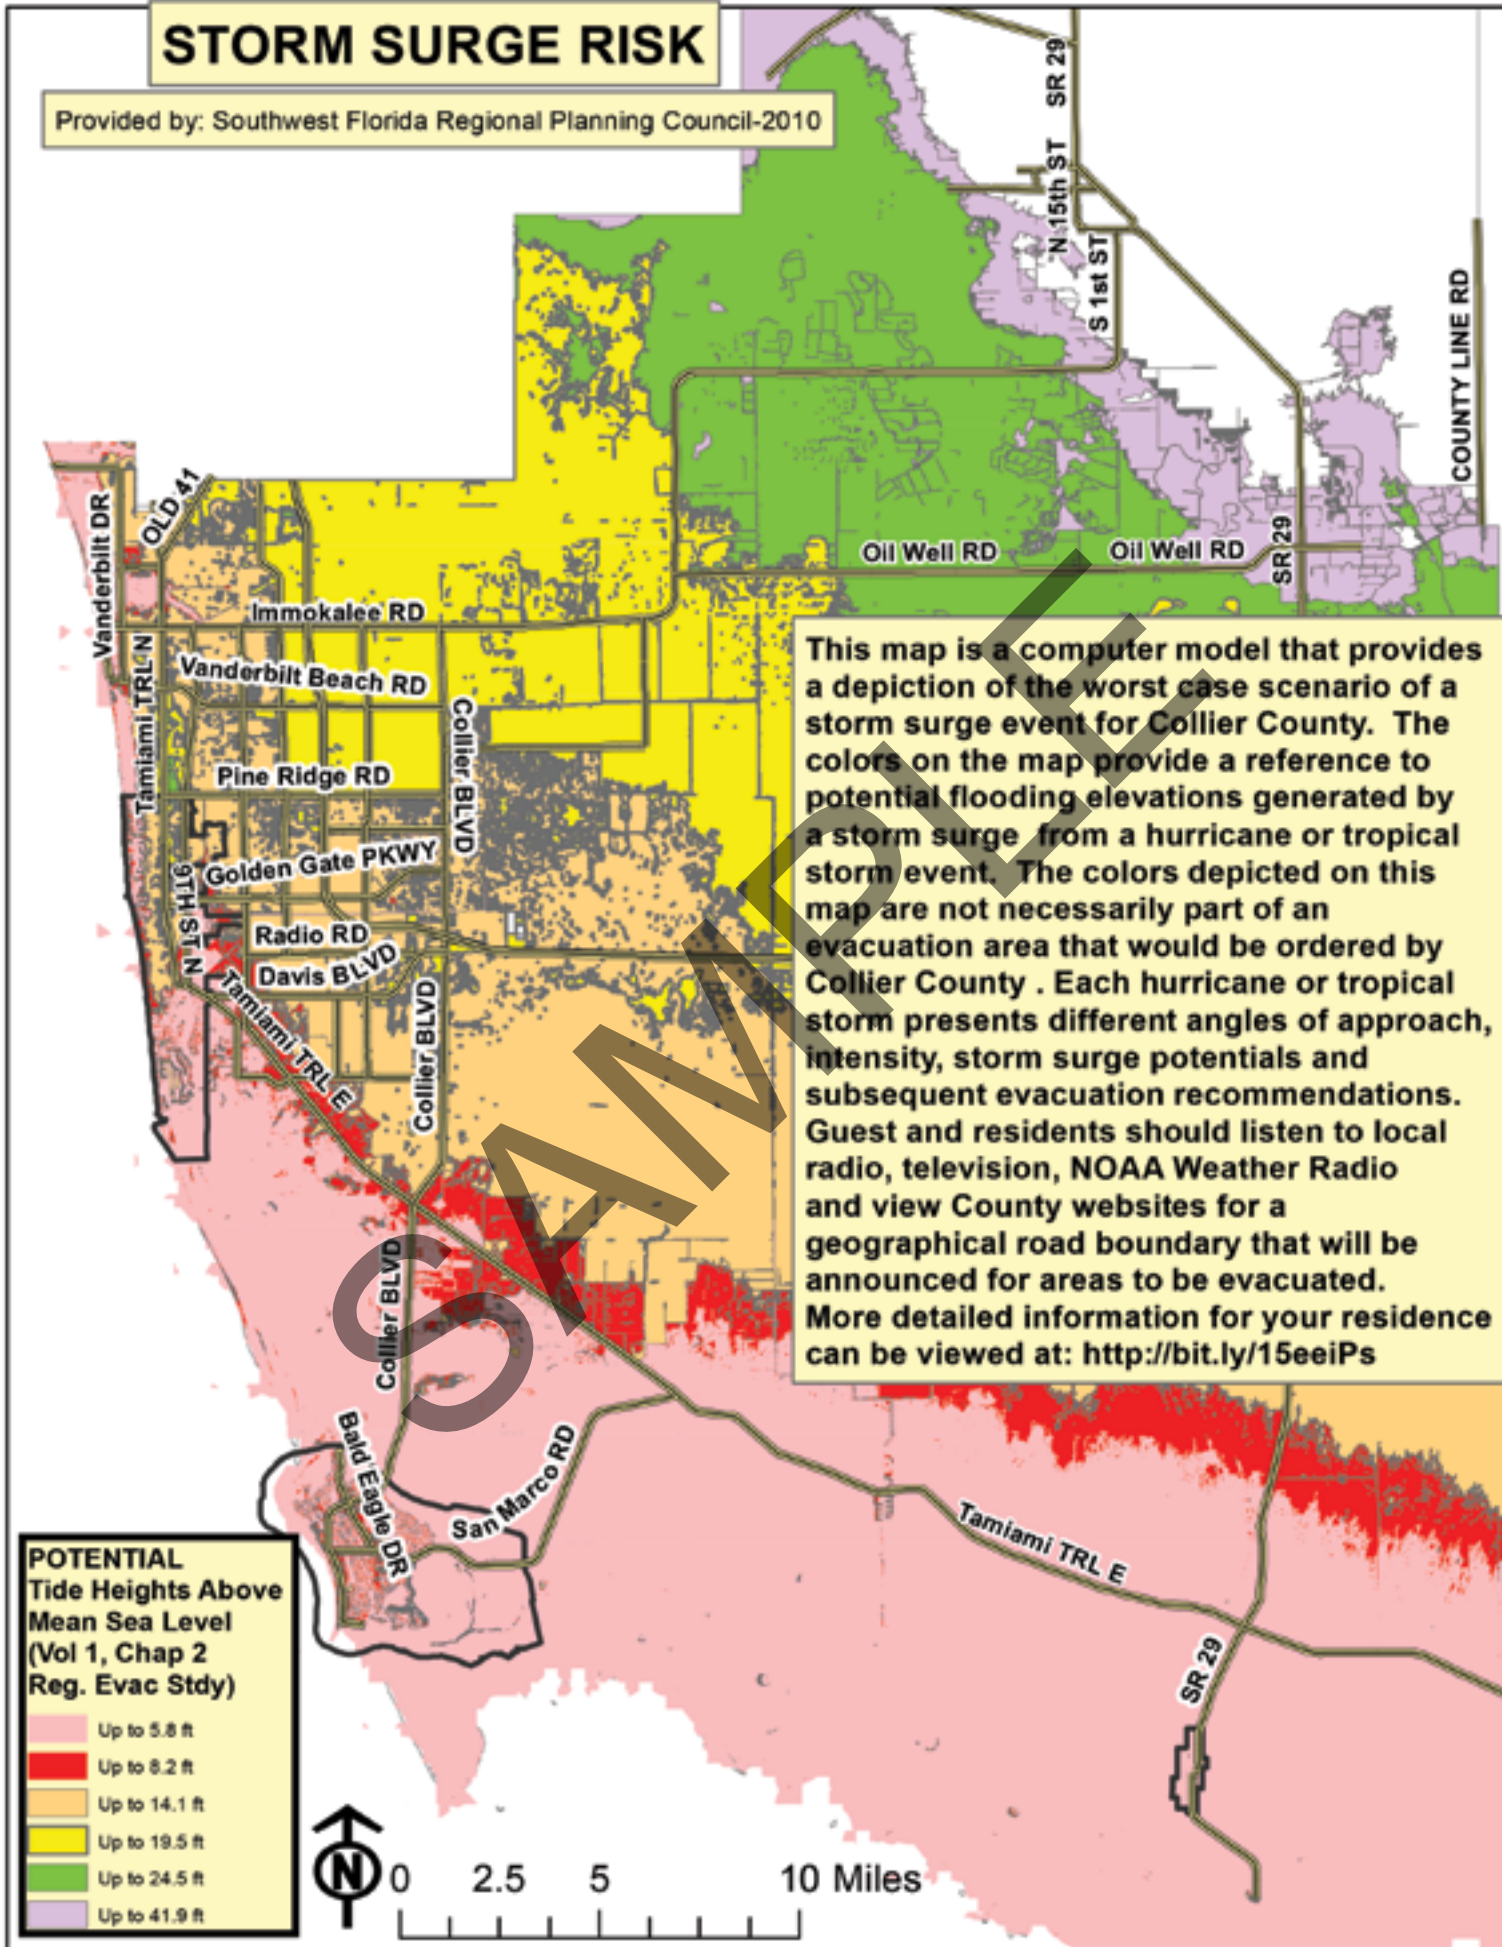 STORM SURGE RISK
Provided by: Southwest Florida Regional Planning Council-2010
SR 29
N 15th ST
S 1st ST
COUNTY LINE RD
OLD 41
Vanderbilt DR
Oil Well RD
Oil Well RD
SR 29
Immokalee RD
Tamiami TRL N
Vanderbilt Beach RD
Collier BLVD
Pine Ridge RD
Golden Gate PKWY
9TH ST N
Radio RD
Davis BLVD
Tamiami TRL E
Collier BLVD
Collier BLVD
Bald Eagle DR
San Marco RD
Tamiami TRL E
SR 29
This map is a computer model that provides
a depiction of the worst case scenario of a
storm surge event for Collier County. The
colors on the map provide a reference to
potential flooding elevations generated by
a storm surge from a hurricane or tropical
storm event. The colors depicted on this
map are not necessarily part of an
evacuation area that would be ordered by
Collier County . Each hurricane or tropical
storm presents different angles of approach,
intensity, storm surge potentials and
subsequent evacuation recommendations.
Guest and residents should listen to local
radio, television, NOAA Weather Radio
and view County websites for a
geographical road boundary that will be
announced for areas to be evacuated.
More detailed information for your residence
can be viewed at: http://bit.ly/15eeiPs
SAMPLE
POTENTIAL
Tide Heights Above
Mean Sea Level
(Vol 1, Chap 2
Reg. Evac Stdy)
Up to 5.8 ft
Up to 8.2 ft
Up to 14.1 ft
Up to 19.5 ft
Up to 24.5 ft
Up to 41.9 ft
N
0 2.5 5 10 Miles